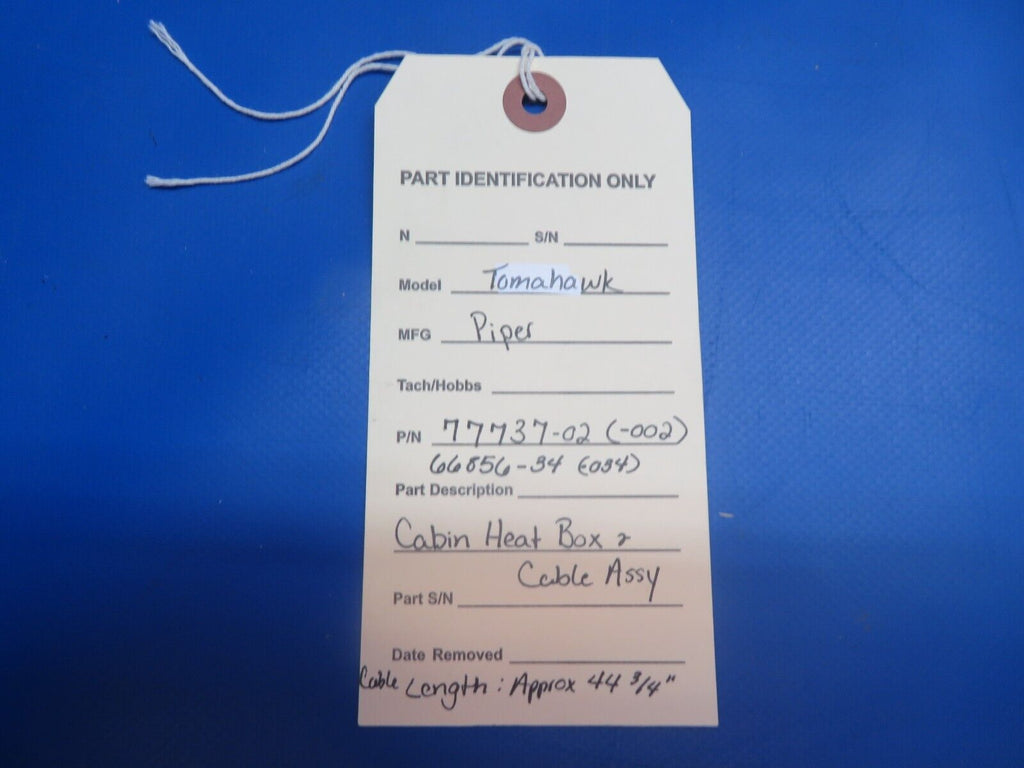 PART IDENTIFICATION ONLY
N S/N
Model Tomahawk
MFG Piper
Tach/Hobbs
P/N 77737-02 (-002)
66856-34 (034)
Part Description
Cabin Heat Box &
Cable Assy
Part S/N
Date Removed
Cable Length: Approx 44 3/4"